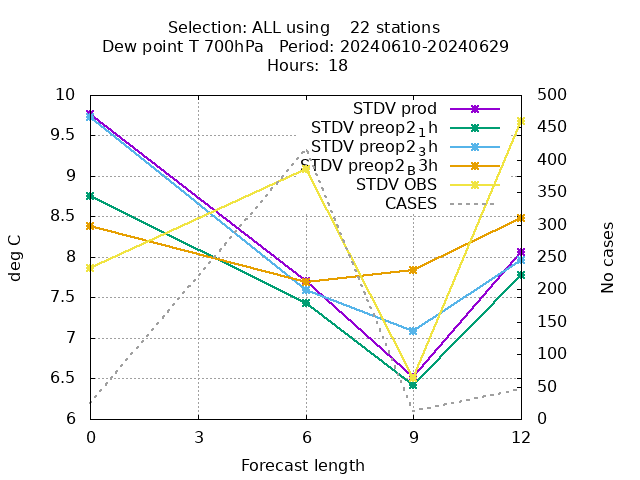 Selection: ALL using 22 stations
Dew point T 700hPa Period: 20240610-20240629
Hours: 18
STDV prod
STDV preop2₁h
STDV preop2₃h
STDV preop2_B3h
STDV OBS
CASES
deg C
10
9.5
9
8.5
8
7.5
7
6.5
6
No cases
500
450
400
350
300
250
200
150
100
50
0
0 3 6 9 12
Forecast length